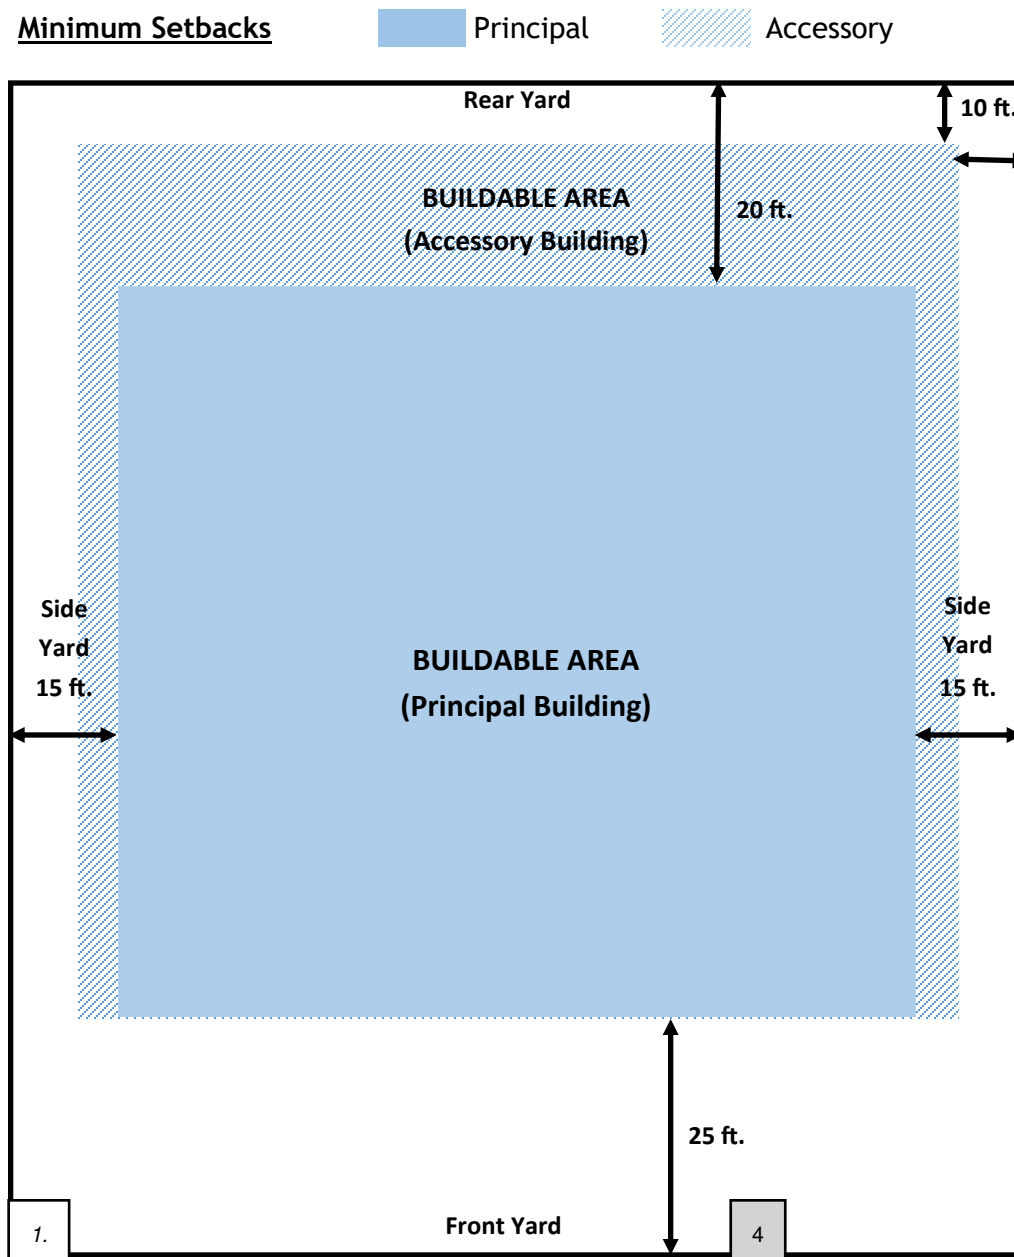 Minimum Setbacks
Principal
Accessory
Rear Yard
10 ft.
BUILDABLE AREA
(Accessory Building)
20 ft.
Side
Yard
15 ft.
BUILDABLE AREA
(Principal Building)
Side
Yard
15 ft.
25 ft.
1.
Front Yard
4